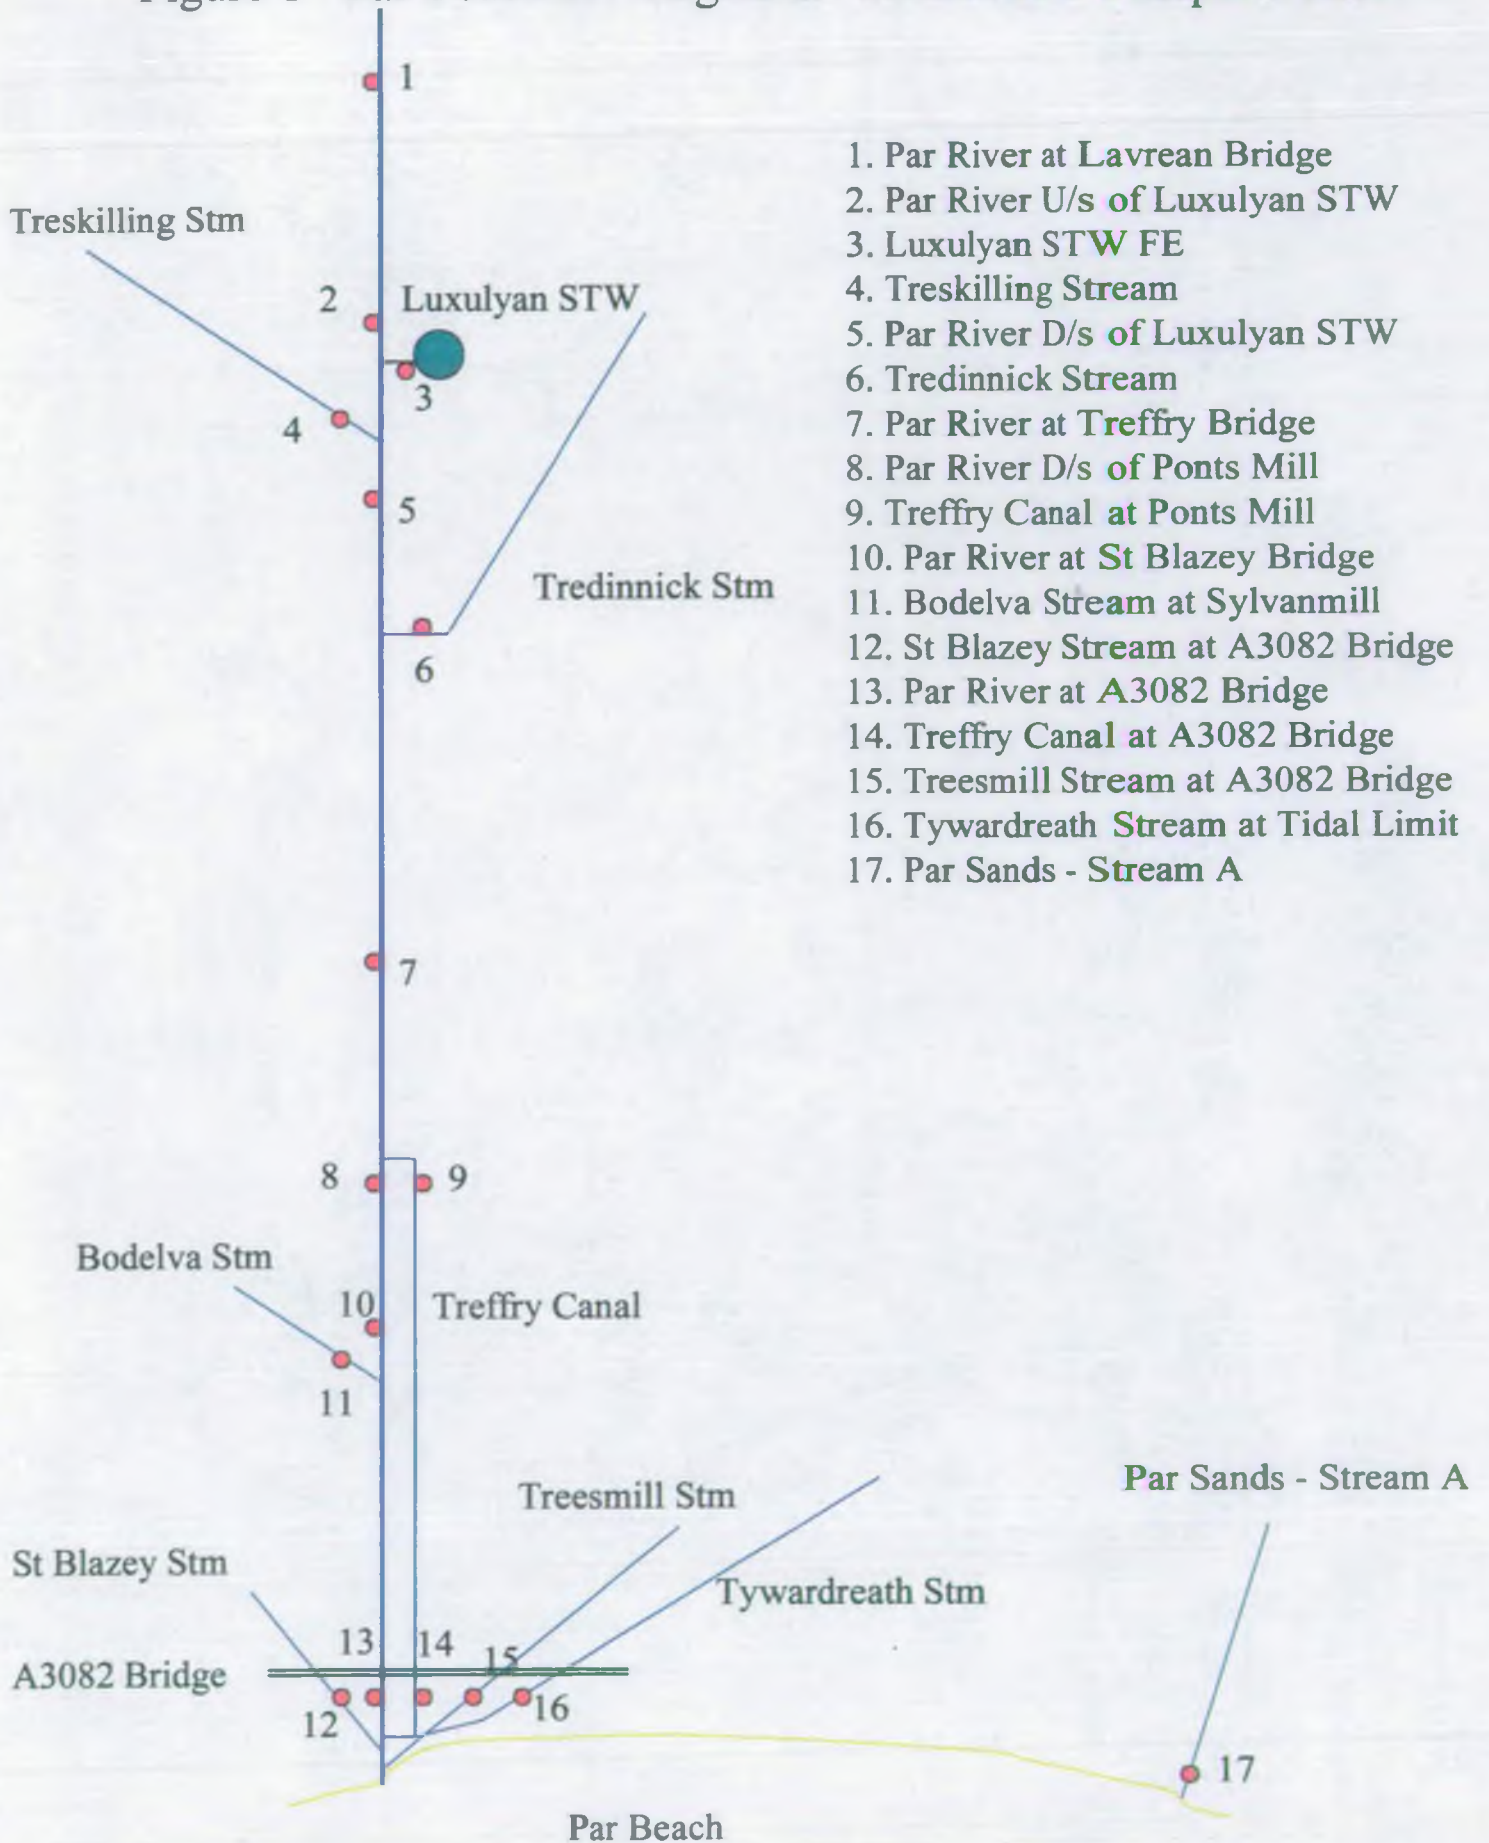 1
1. Par River at Lavrean Bridge
2. Par River U/s of Luxulyan STW
3. Luxulyan STW FE
4. Treskilling Stream
5. Par River D/s of Luxulyan STW
6. Tredinnick Stream
7. Par River at Treffry Bridge
8. Par River D/s of Ponts Mill
9. Treffry Canal at Ponts Mill
10. Par River at St Blazey Bridge
11. Bodelva Stream at Sylvanmill
12. St Blazey Stream at A3082 Bridge
13. Par River at A3082 Bridge
14. Treffry Canal at A3082 Bridge
15. Treesmill Stream at A3082 Bridge
16. Tywardreath Stream at Tidal Limit
17. Par Sands - Stream A
Treskilling Stm
2
Luxulyan STW
3
4
5
Tredinnick Stm
6
7
8
9
Bodelva Stm
10
Treffry Canal
11
Par Sands - Stream A
Treesmill Stm
St Blazey Stm
Tywardreath Stm
13
14
15
A3082 Bridge
12
16
17
Par Beach